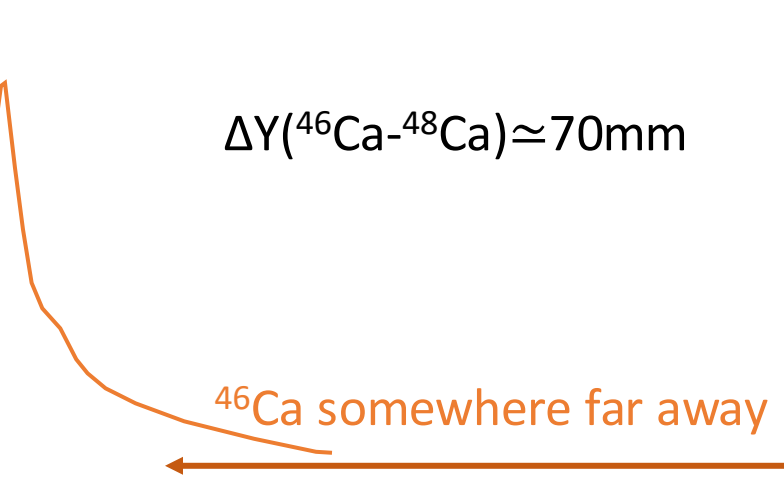 ΔY(⁴⁶Ca-⁴⁸Ca)≃70mm
⁴⁶Ca somewhere far away